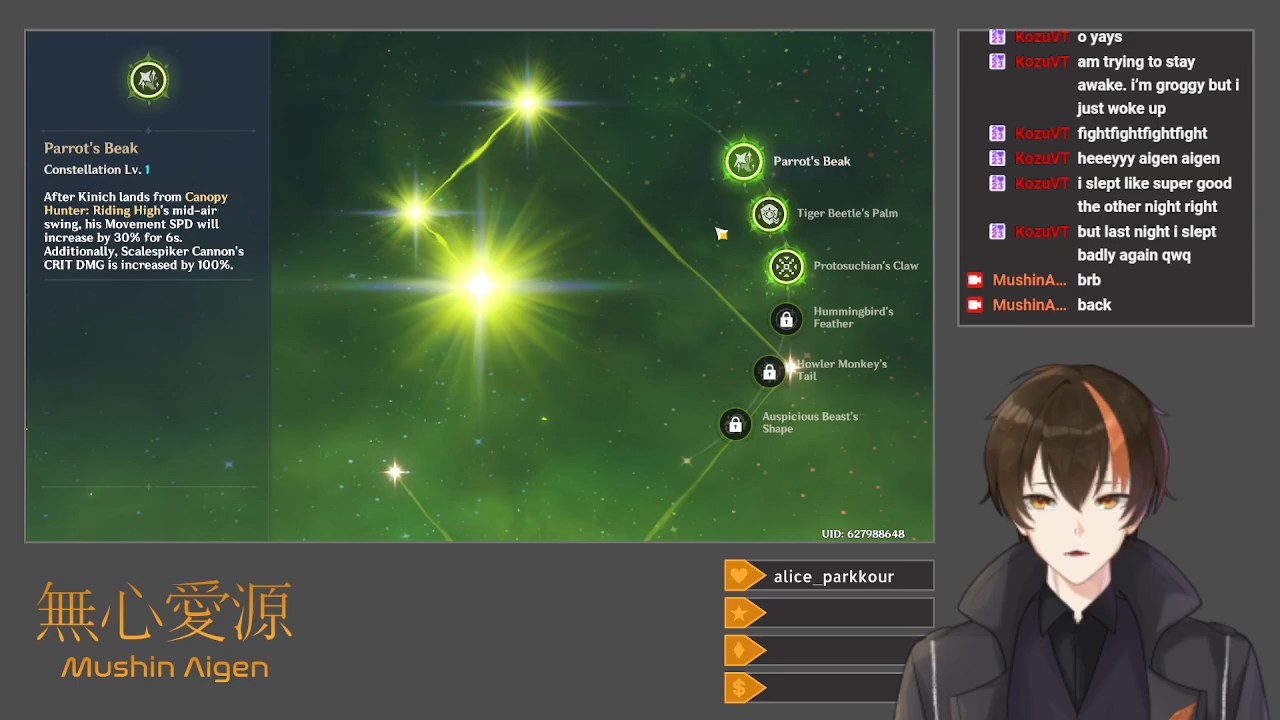 Parrot's Beak
Constellation Lv. 1
After Kinich lands from Canopy
Hunter: Riding High's mid-air
swing, his Movement SPD will
increase by 30% for 6s.
Additionally, Scalespiker Cannon's
CRIT DMG is increased by 100%.
Parrot's Beak
Tiger Beetle's Palm
Protosuchian's Claw
Hummingbird's
Feather
Howler Monkey's
Tail
Auspicious Beast's
Shape
UID: 627988648
KozuVT o yays
KozuVT am trying to stay
awake. i'm groggy but i
just woke up
KozuVT fightfightfightfight
KozuVT heeeyyy aigen aigen
KozuVT i slept like super good
the other night right
KozuVT but last night i slept
badly again qwq
MushinA... brb
MushinA... back
無心愛源
Mushin Aigen
alice_parkkour